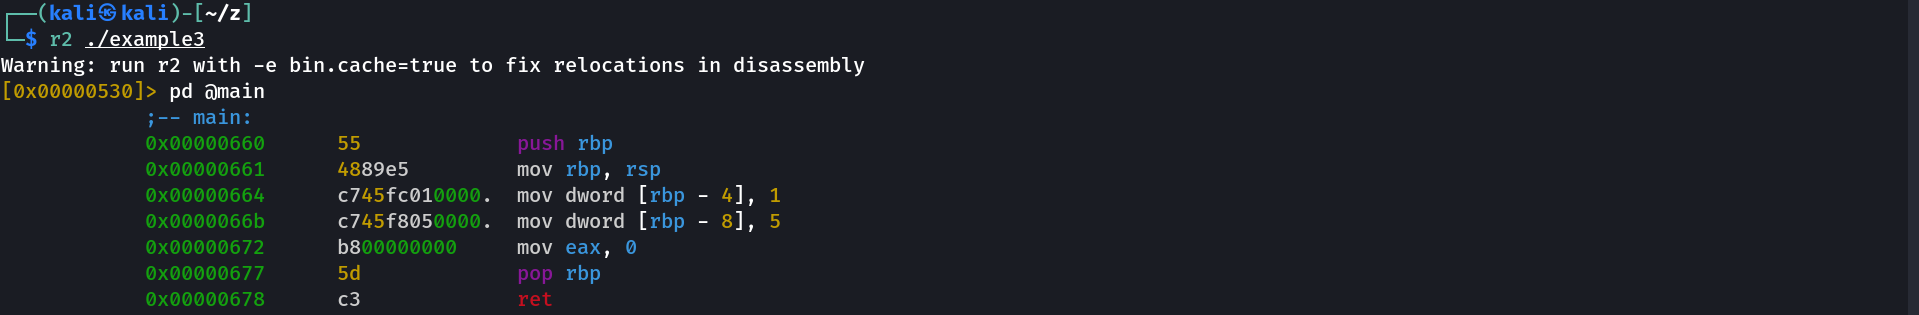 ┌──(kali㉿kali)-[~/z]
└─$ r2 ./example3
Warning: run r2 with -e bin.cache=true to fix relocations in disassembly
[0x00000530]> pd @main
            ;-- main:
            0x00000660      55             push rbp
            0x00000661      4889e5         mov rbp, rsp
            0x00000664      c745fc010000.  mov dword [rbp - 4], 1
            0x0000066b      c745f8050000.  mov dword [rbp - 8], 5
            0x00000672      b800000000     mov eax, 0
            0x00000677      5d             pop rbp
            0x00000678      c3             ret